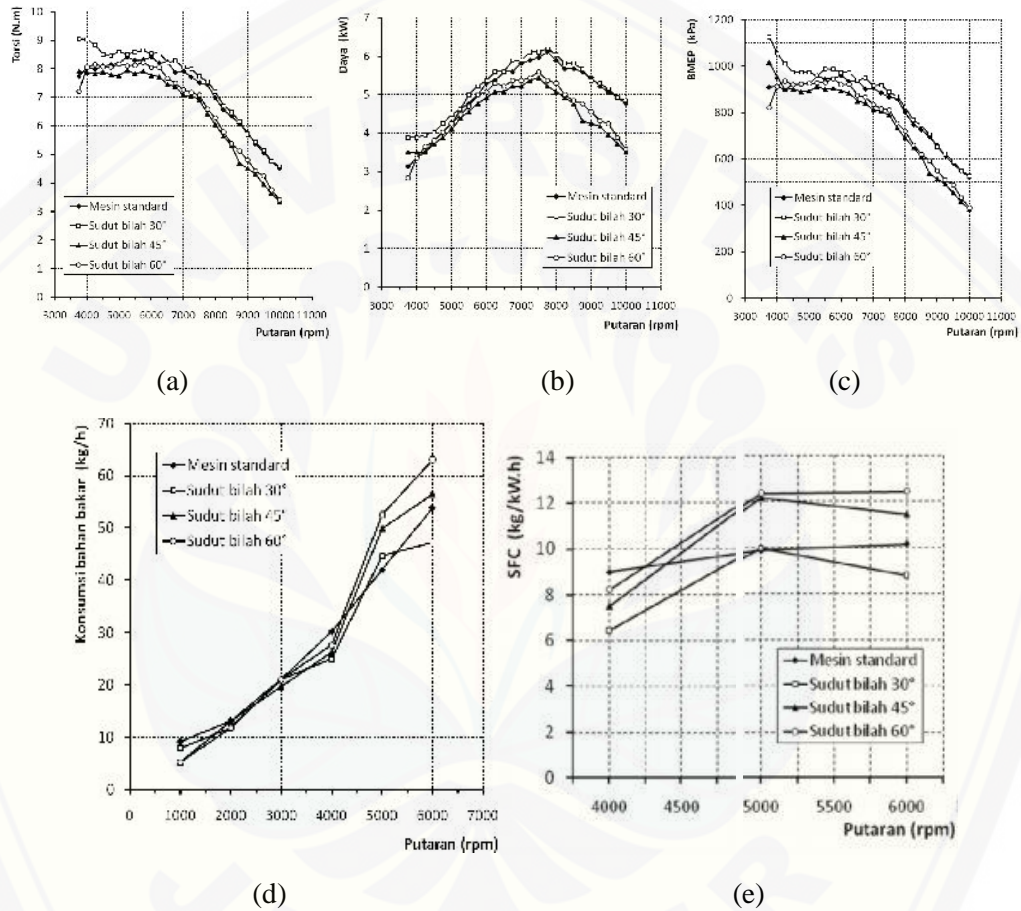 Torsi (N.m)
10
9
8
7
6
5
4
3
2
1
0
Mesin standard
Sudut bilah 30°
Sudut bilah 45°
Sudut bilah 60°
3000 4000 5000 6000 7000 8000 9000 10000 11000
Putaran (rpm)
(a)
Daya (kW)
7
6
5
4
3
2
1
0
Mesin standard
Sudut bilah 30°
Sudut bilah 45°
Sudut bilah 60°
3000 4000 5000 6000 7000 8000 9000 10000 11000
Putaran (rpm)
(b)
BMEP (kPa)
1200
1000
800
600
400
200
0
Mesin standard
Sudut bilah 30°
Sudut bilah 45°
Sudut bilah 60°
3000 4000 5000 6000 7000 8000 9000 10000 11000
Putaran (rpm)
(c)
Konsumsi bahan bakar (kg/h)
70
60
50
40
30
20
10
0
Mesin standard
Sudut bilah 30°
Sudut bilah 45°
Sudut bilah 60°
0 1000 2000 3000 4000 5000 6000 7000
Putaran (rpm)
(d)
SFC (kg/kW.h)
14
12
10
8
6
4
2
0
Mesin standard
Sudut bilah 30°
Sudut bilah 45°
Sudut bilah 60°
4000 4500 5000 5500 6000
Putaran (rpm)
(e)